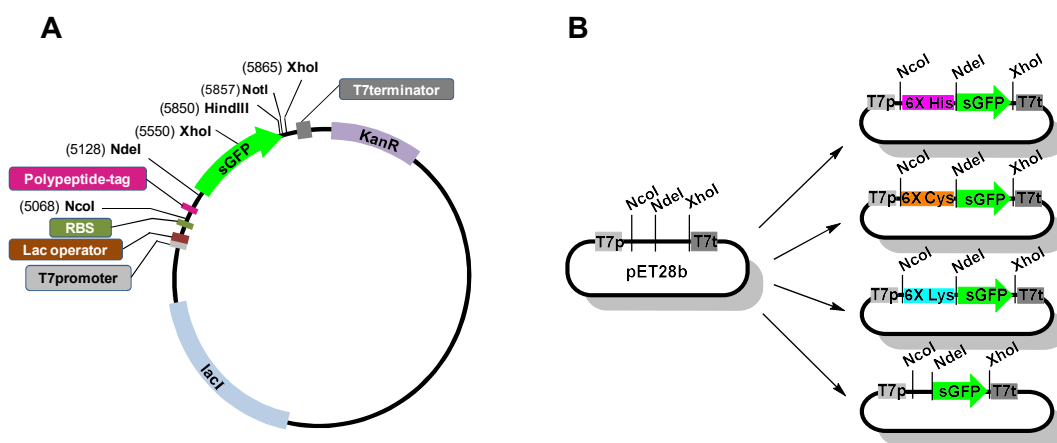 A
(5865) XhoI
(5857) NotI
(5850) HindIII
(5550) XhoI
(5128) NdeI
Polypeptide-tag
(5068) NcoI
RBS
Lac operator
T7promoter
T7terminator
KanR
sGFP
lacI
B
NcoI
NdeI
XhoI
T7p
T7t
pET28b
NcoI
NdeI
XhoI
T7p 6X His sGFP T7t
NcoI
NdeI
XhoI
T7p 6X Cys sGFP T7t
NcoI
NdeI
XhoI
T7p 6X Lys sGFP T7t
NcoI
NdeI
XhoI
T7p sGFP T7t